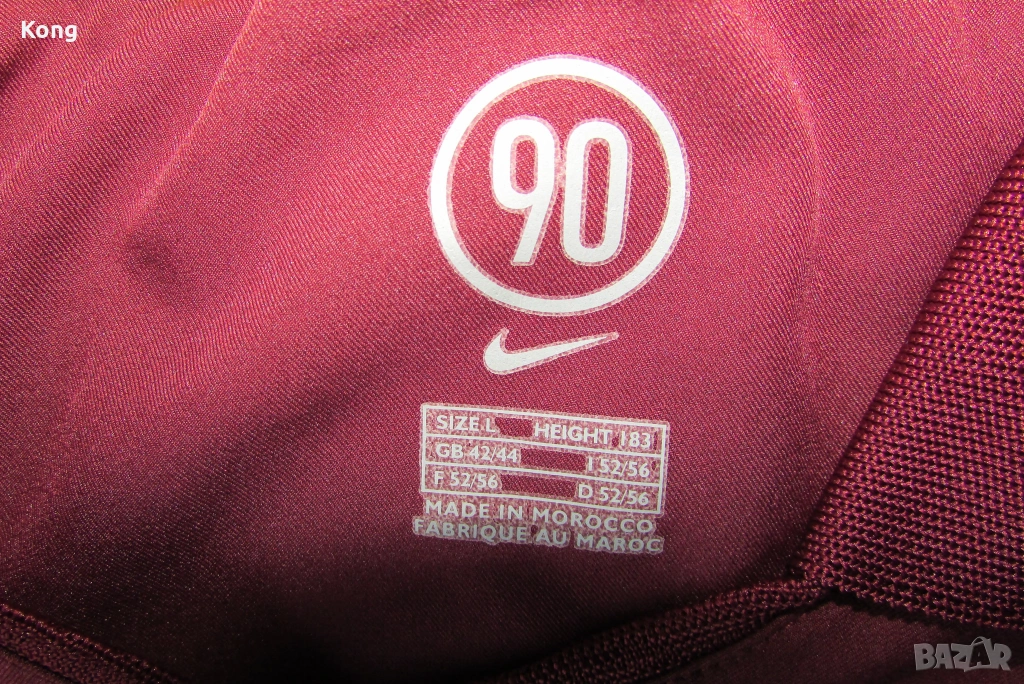 Kong
90
SIZE L HEIGHT 183
GB 42/44 I 52/56
F 52/56 D 52/56
MADE IN MOROCCO
FABRIQUE AU MAROC
BAZAR